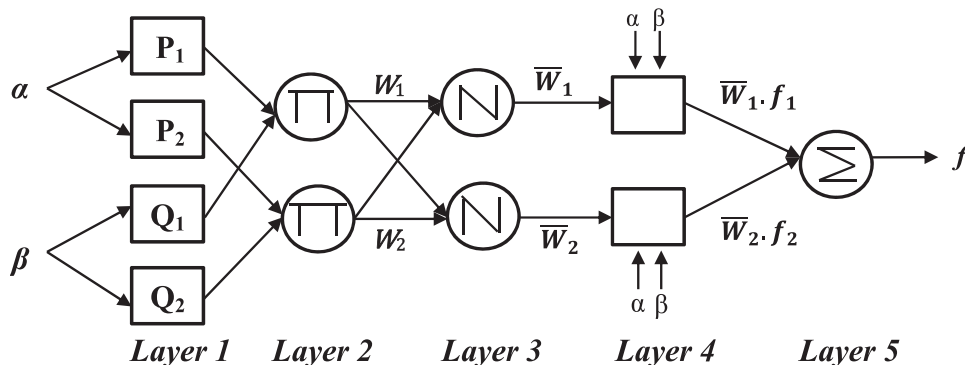 α β
P₁
W₁
W̅₁
W̅₁.f₁
α
P₂
f
Q₁
W₂
W̅₂
W̅₂.f₂
β
Q₂
α β
Layer 1 Layer 2 Layer 3 Layer 4 Layer 5
∏
∏
N
N
∑